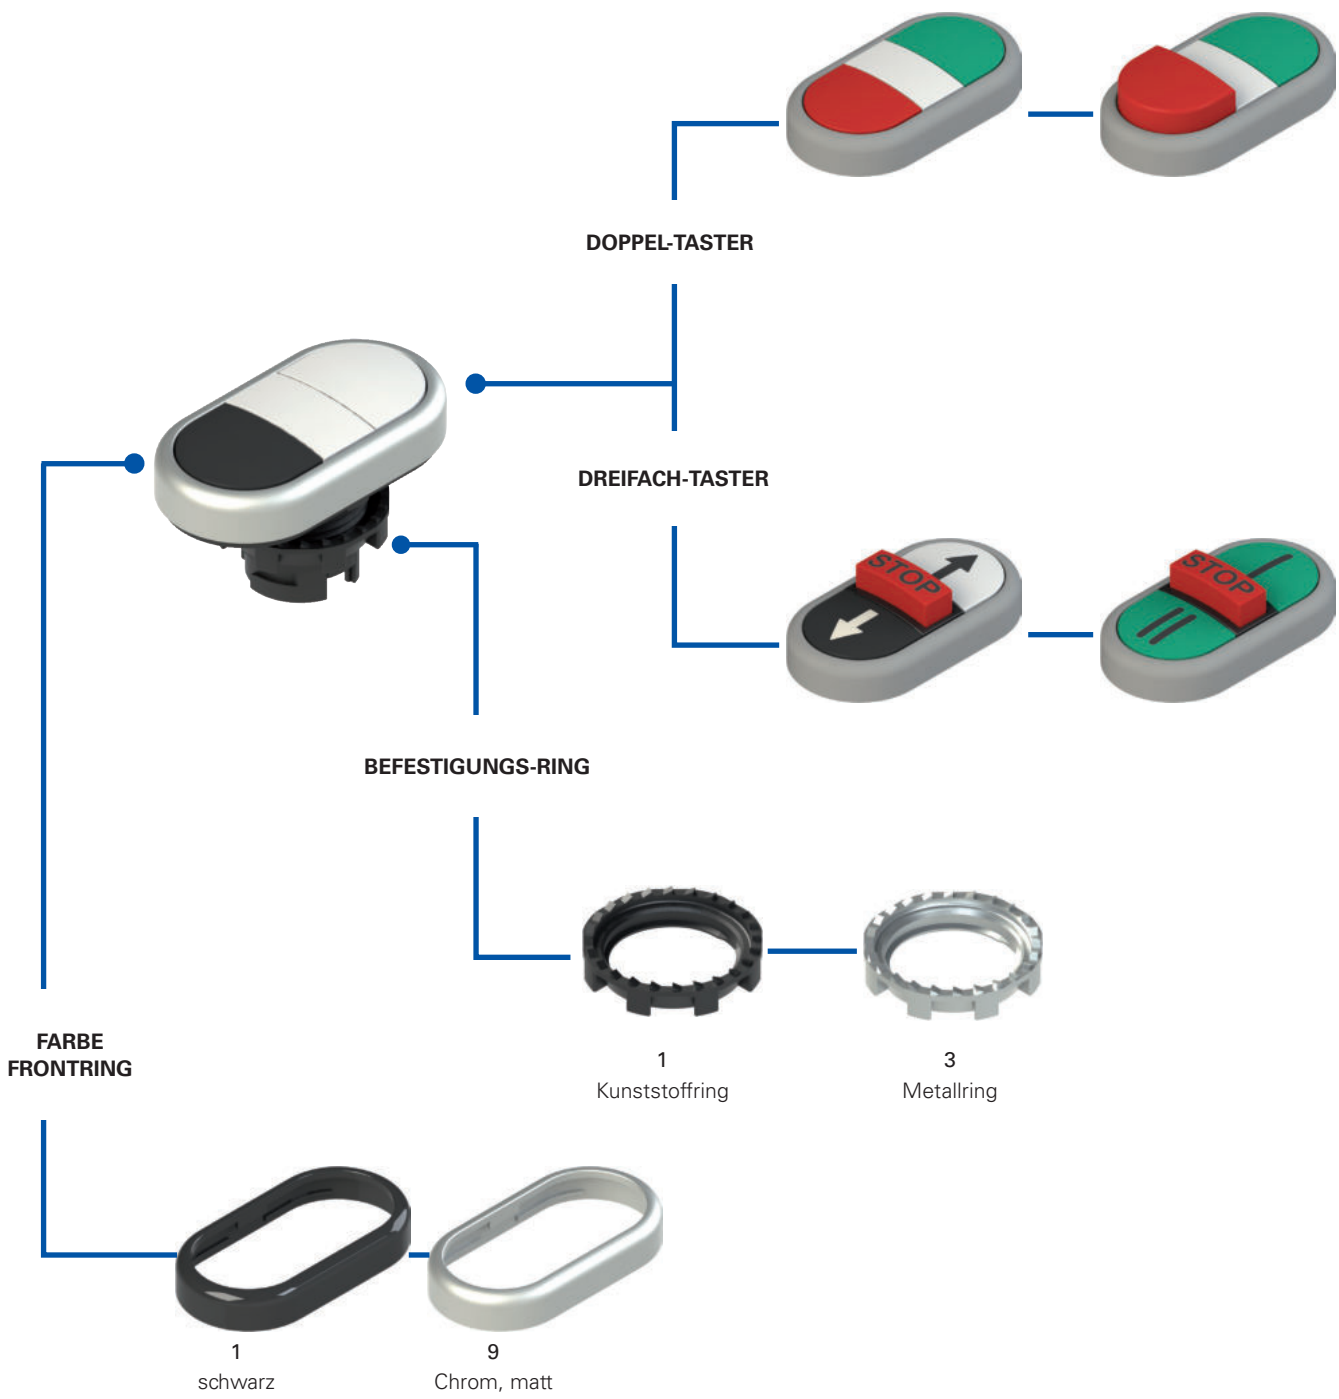 DOPPEL-TASTER
DREIFACH-TASTER
STOP
STOP
BEFESTIGUNGS-RING
1
Kunststoffring
3
Metallring
FARBE
FRONTRING
1
schwarz
9
Chrom, matt